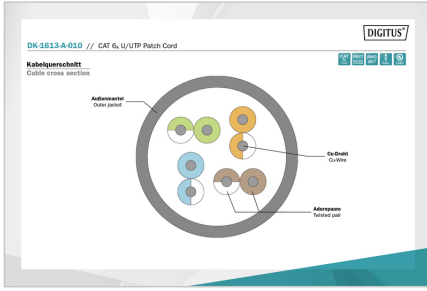 DIGITUS®
DK-1613-A-010 // CAT 6A U/UTP Patch Cord
Kabelquerschnitt
Cable cross section
Außenmantel
Outer jacket
Cu-Draht
Cu-Wire
Adernpaare
Twisted pair